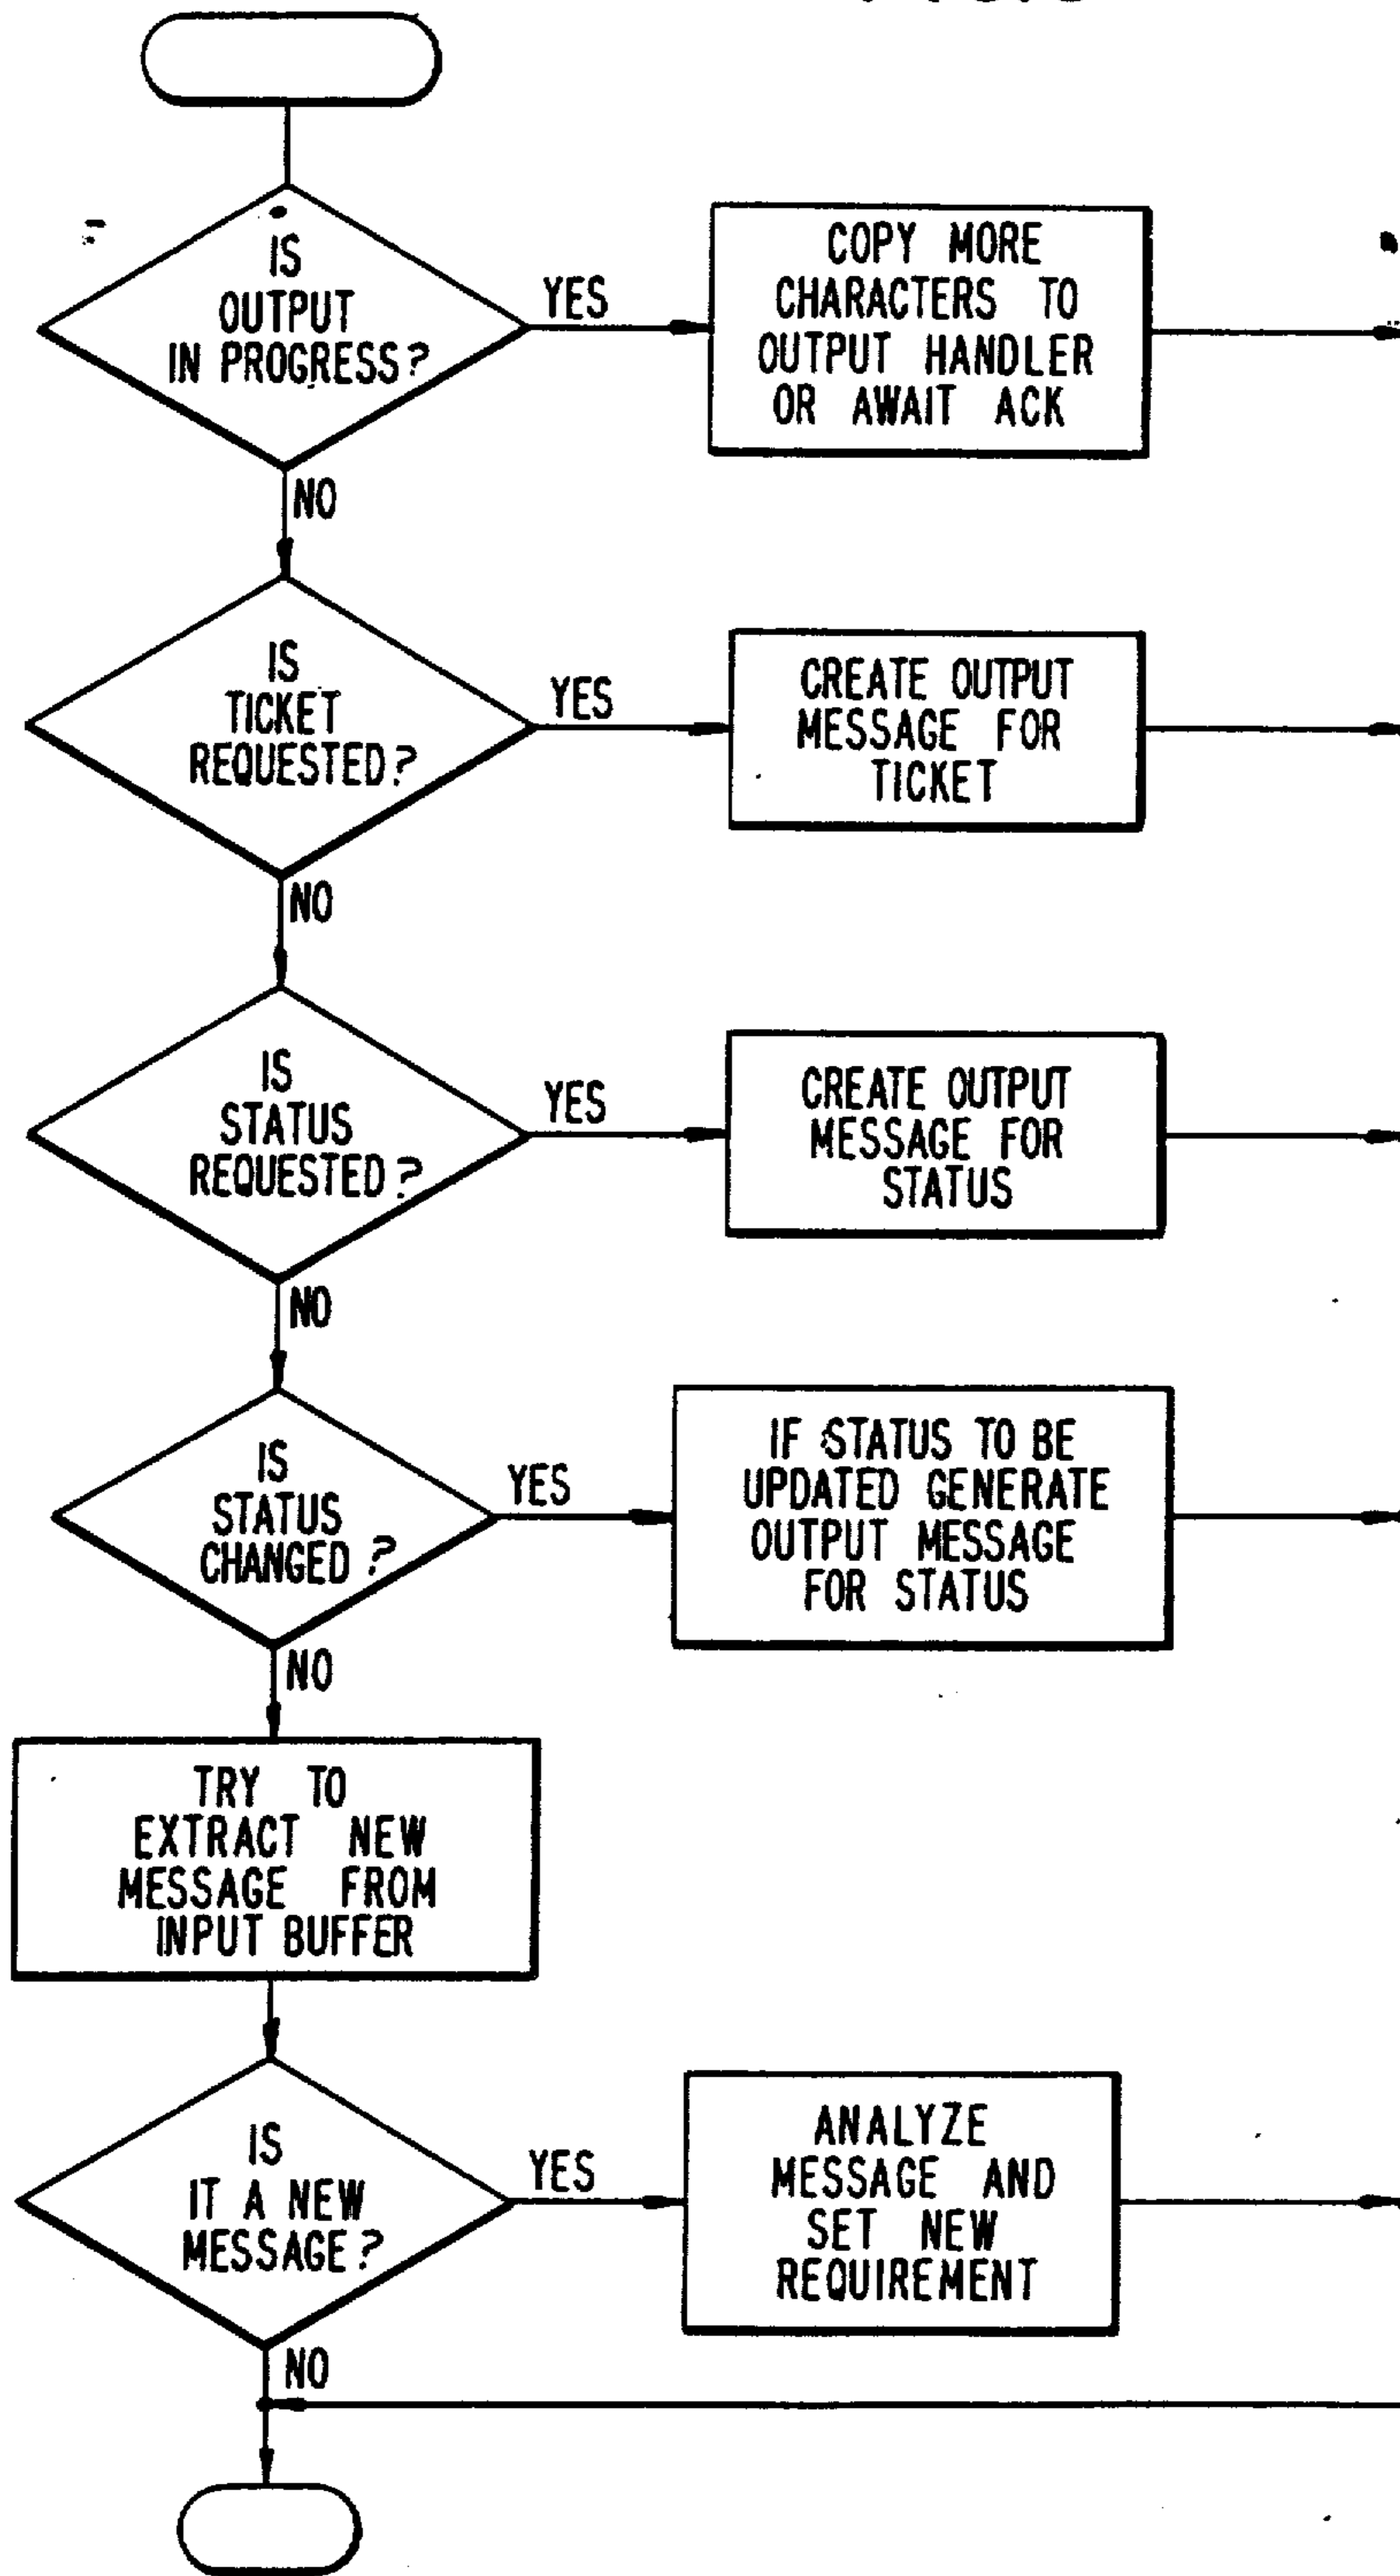 IS
OUTPUT
IN PROGRESS?
YES
COPY MORE
CHARACTERS TO
OUTPUT HANDLER
OR AWAIT ACK
NO
IS
TICKET
REQUESTED?
YES
CREATE OUTPUT
MESSAGE FOR
TICKET
NO
IS
STATUS
REQUESTED?
YES
CREATE OUTPUT
MESSAGE FOR
STATUS
NO
IS
STATUS
CHANGED?
YES
IF STATUS TO BE
UPDATED GENERATE
OUTPUT MESSAGE
FOR STATUS
NO
TRY TO
EXTRACT NEW
MESSAGE FROM
INPUT BUFFER
IS
IT A NEW
MESSAGE?
YES
ANALYZE
MESSAGE AND
SET NEW
REQUIREMENT
NO